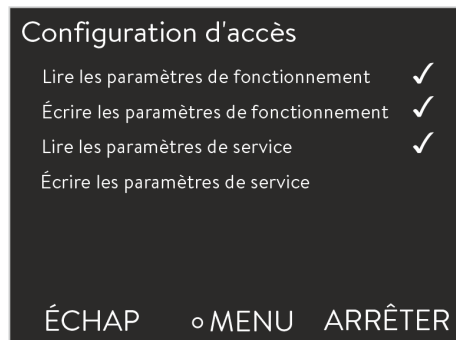 Configuration d'accès
Lire les paramètres de fonctionnement ✓
Écrire les paramètres de fonctionnement ✓
Lire les paramètres de service ✓
Écrire les paramètres de service
ÉCHAP ○ MENU ARRÊTER